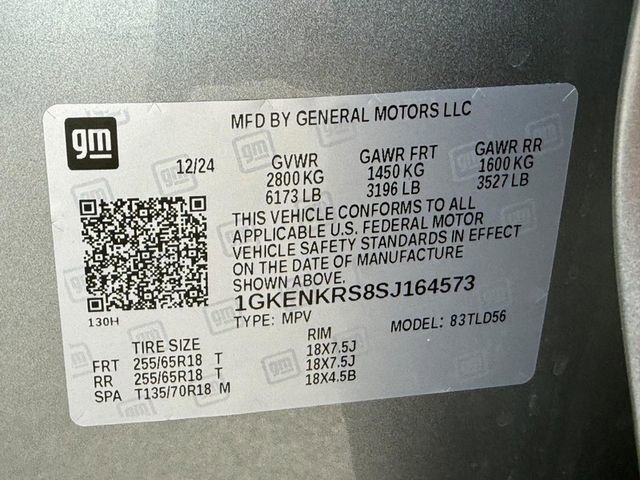 gm
MFD BY GENERAL MOTORS LLC
12/24
GVWR GAWR FRT GAWR RR
2800 KG 1450 KG 1600 KG
6173 LB 3196 LB 3527 LB
THIS VEHICLE CONFORMS TO ALL
APPLICABLE U.S. FEDERAL MOTOR
VEHICLE SAFETY STANDARDS IN EFFECT
ON THE DATE OF MANUFACTURE
SHOWN ABOVE.
1GKENKRS8SJ164573
130H
TYPE: MPV MODEL: 83TLD56
TIRE SIZE RIM
FRT 255/65R18 T 18X7.5J
RR 255/65R18 T 18X7.5J
SPA T135/70R18 M 18X4.5B